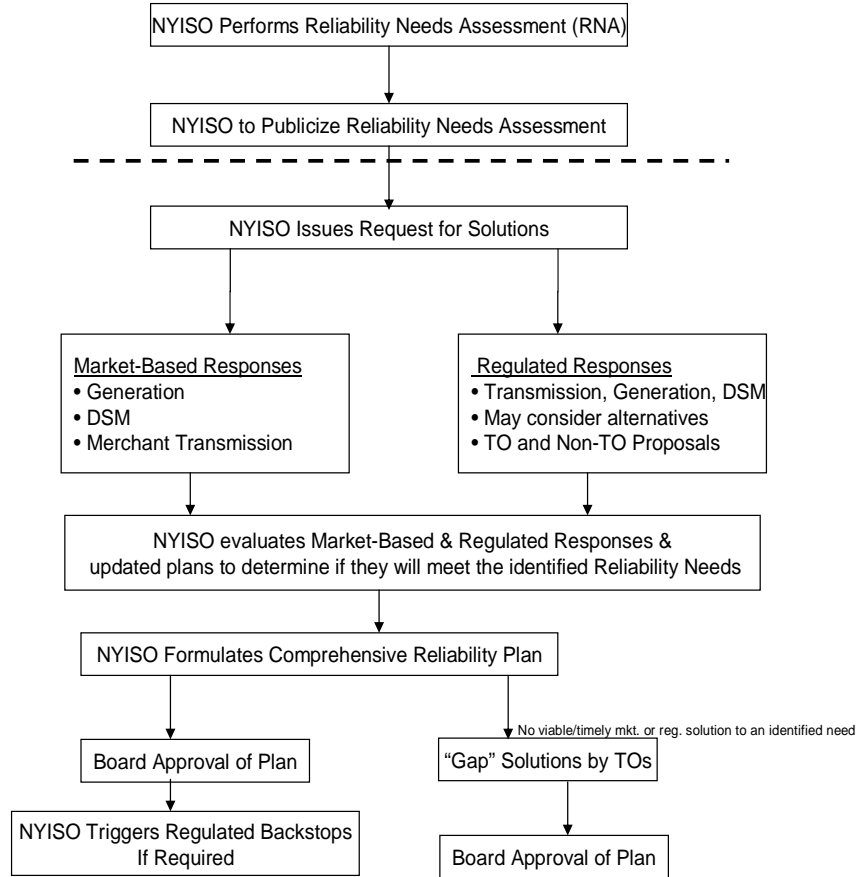 NYISO Performs Reliability Needs Assessment (RNA)
NYISO to Publicize Reliability Needs Assessment
NYISO Issues Request for Solutions
Market-Based Responses
• Generation
• DSM
• Merchant Transmission
Regulated Responses
• Transmission, Generation, DSM
• May consider alternatives
• TO and Non-TO Proposals
NYISO evaluates Market-Based & Regulated Responses &
updated plans to determine if they will meet the identified Reliability Needs
NYISO Formulates Comprehensive Reliability Plan
No viable/timely mkt. or reg. solution to an identified need
Board Approval of Plan
“Gap” Solutions by TOs
NYISO Triggers Regulated Backstops
If Required
Board Approval of Plan